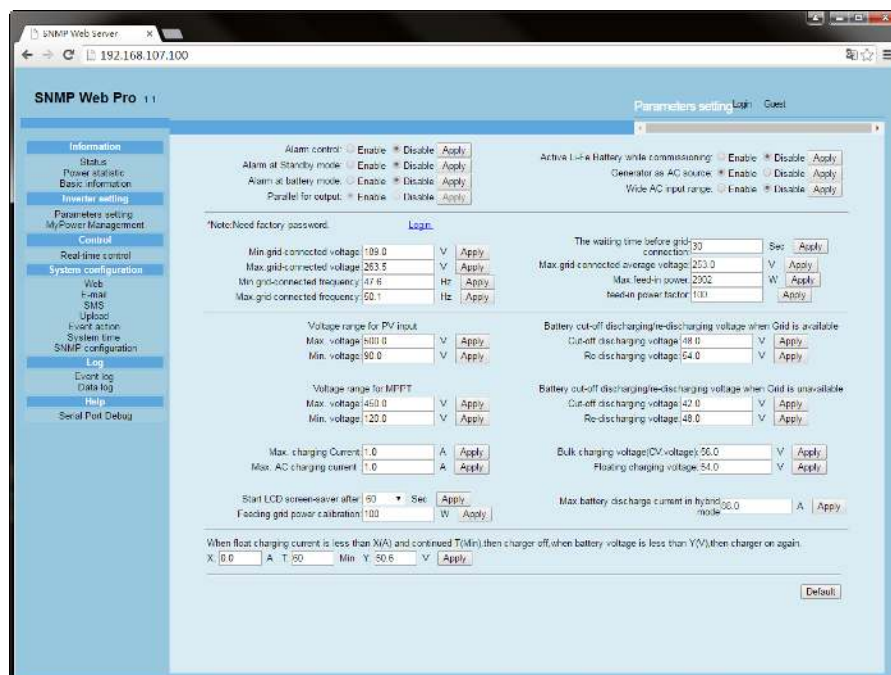 SNMP Web Server
192.168.107.100
SNMP Web Pro 1 1
Parameters setting Login Guest
Information
Status
Power statistic
Basic information
Inverter setting
Parameters setting
MyPower Management
Control
Real-time control
System configuration
Web
E-mail
SMS
Upload
Event action
System time
SNMP configuration
Log
Event log
Data log
Help
Serial Port Debug
Alarm control: Enable Disable Apply
Alarm at Standby mode: Enable Disable Apply
Alarm at battery mode: Enable Disable Apply
Parallel for output: Enable Disable Apply
Active Li-Fe Battery while commissioning: Enable Disable Apply
Generator as AC source: Enable Disable Apply
Wide AC input range: Enable Disable Apply
*Note:Need factory password. Login
Min.grid-connected voltage: 189.0 V Apply
Max.grid-connected voltage: 263.5 V Apply
Min grid-connected frequency: 47.6 Hz Apply
Max.grid-connected frequency: 50.1 Hz Apply
The waiting time before grid-connection: 30 Sec Apply
Max.grid-connected average voltage: 253.0 V Apply
Max.feed-in power: 2902 W Apply
feed-in power factor: 100 Apply
Voltage range for PV input
Max. voltage: 500.0 V Apply
Min. voltage: 90.0 V Apply
Battery cut-off discharging/re-discharging voltage when Grid is available
Cut-off discharging voltage: 48.0 V Apply
Re-discharging voltage: 54.0 V Apply
Voltage range for MPPT
Max. voltage: 450.0 V Apply
Min. voltage: 120.0 V Apply
Battery cut-off discharging/re-discharging voltage when Grid is unavailable
Cut-off discharging voltage: 42.0 V Apply
Re-discharging voltage: 48.0 V Apply
Max. charging Current: 1.0 A Apply
Max. AC charging current 1.0 A Apply
Bulk charging voltage(CV.voltage): 56.0 V Apply
Floating charging voltage: 54.0 V Apply
Start LCD screen-saver after: 60 Sec Apply
Feeding grid power calibration: 100 W Apply
Max.battery discharge current in hybrid mode: A Apply
When float charging current is less than X(A) and continued T(Min),then charger off,when battery voltage is less than Y(V),then charger on again.
X: 0.0 A T: 60 Min Y: 50.6 V Apply
Default